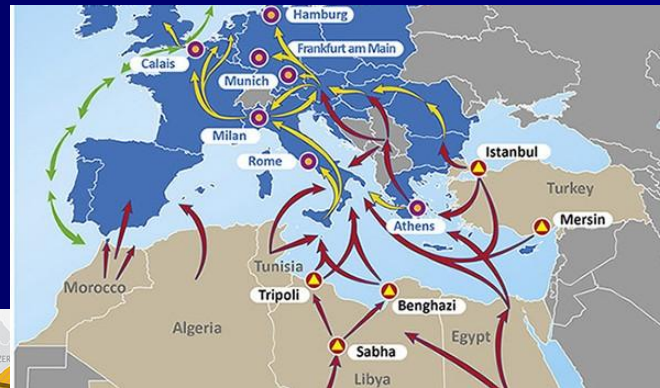 Hamburg
Frankfurt am Main
Calais
Munich
Milan
Rome
Istanbul
Turkey
Athens
Mersin
Tunisia
Morocco
Tripoli
Benghazi
Algeria
Egypt
Sabha
Libya